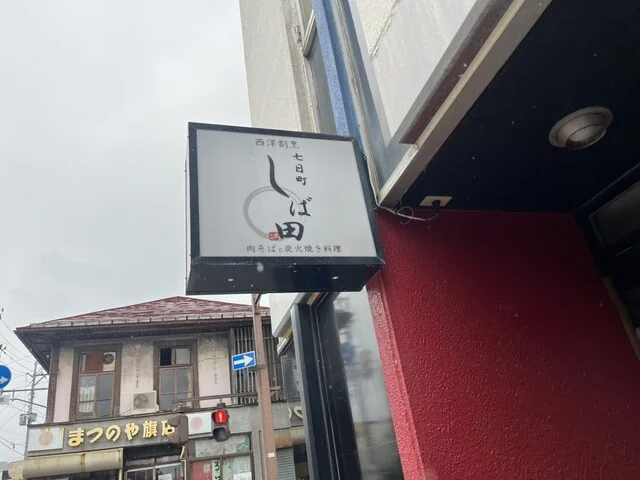 西洋割烹
七日町
しば田
肉そばと炭火焼き料理
まつのや旗店